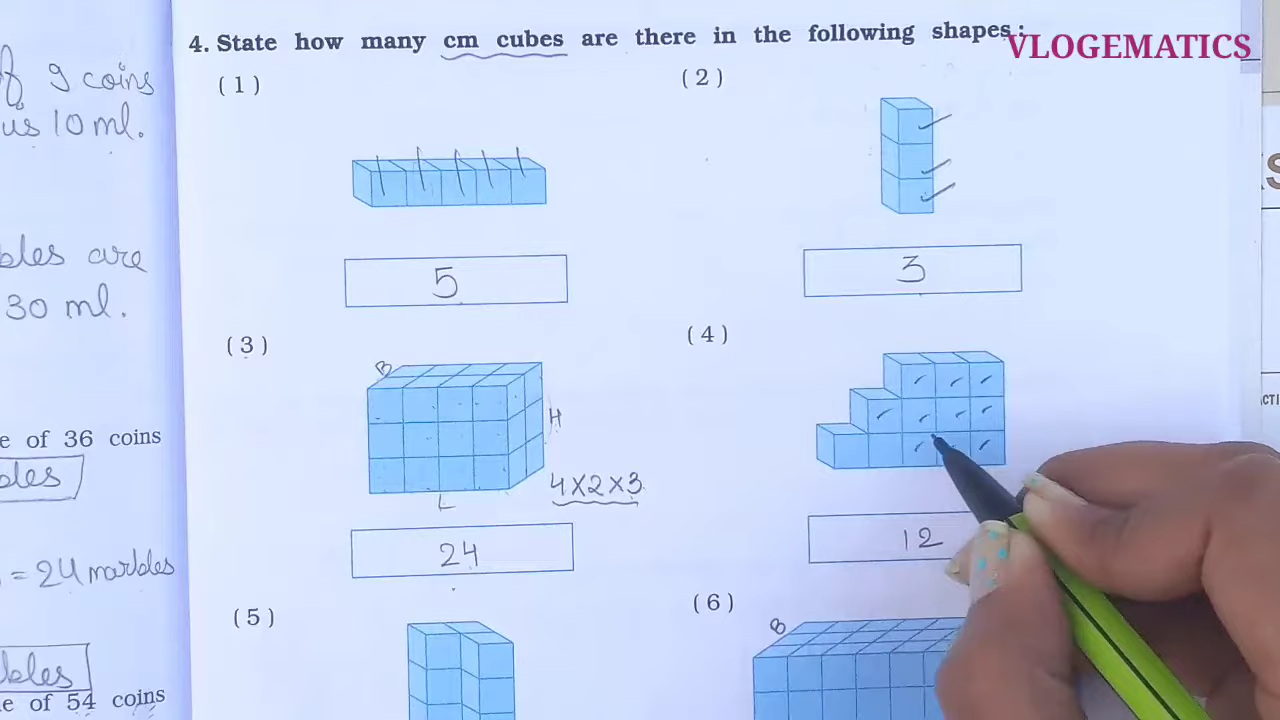 4. State how many cm cubes are there in the following shapes :
VLOGEMATICS
of 9 coins
us 10 ml.
bles are
30 ml.
e of 36 coins
bles
= 24 marbles
bles
e of 54 coins
(1)
5
(2)
3
(3)
B
H
L
4X2X3
24
(4)
12
(5)
(6)
B
KS
ACTI